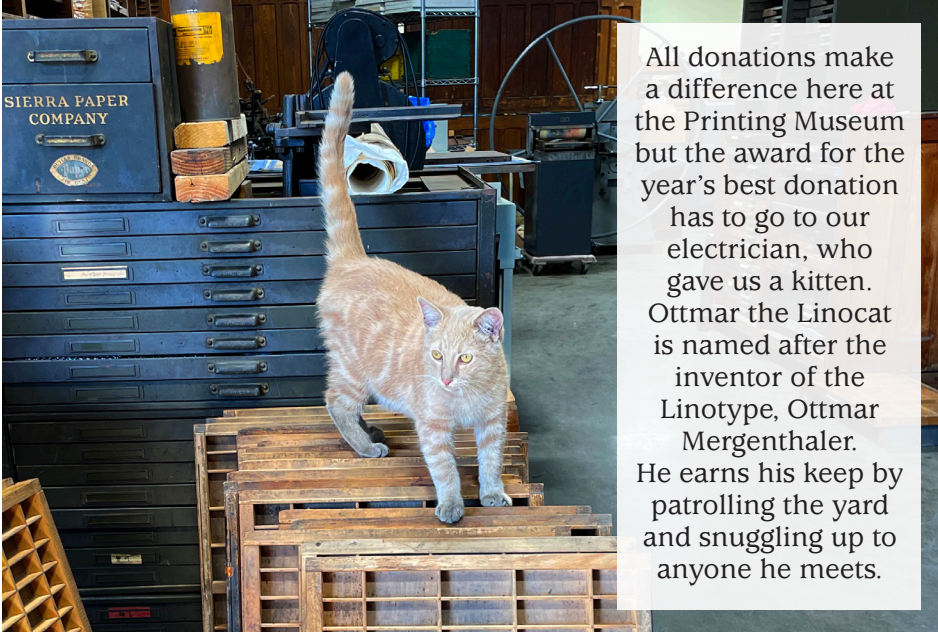 SIERRA PAPER
COMPANY
All donations make
a difference here at
the Printing Museum
but the award for the
year’s best donation
has to go to our
electrician, who
gave us a kitten.
Ottmar the Linocat
is named after the
inventor of the
Linotype, Ottmar
Mergenthaler.
He earns his keep by
patrolling the yard
and snuggling up to
anyone he meets.